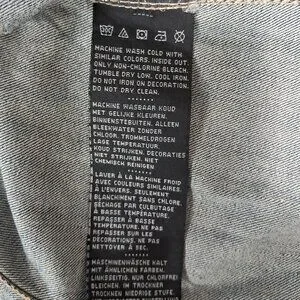 MACHINE WASH COLD WITH
SIMILAR COLORS. INSIDE OUT.
ONLY NON-CHLORINE BLEACH.
TUMBLE DRY LOW. COOL IRON.
DO NOT IRON ON DECORATION.
DO NOT DRY CLEAN.
MACHINE WASBAAR KOUD
MET GELIJKE KLEUREN.
BINNENSTEBUITEN. ALLEEN
BLEEKWATER ZONDER
CHLOOR. TROMMELDROGEN
LAGE TEMPERATUUR.
KOUD STRIJKEN. DECORATIES
NIET STRIJKEN. NIET
CHEMISCH REINIGEN
LAVER À LA MACHINE FROID
AVEC COULEURS SIMILAIRES.
À L'ENVERS. SEULEMENT
BLANCHIMENT SANS CHLORE.
SÉCHAGE PAR CULBUTAGE
À BASSE TEMPÉRATURE.
REPASSER À BASSE
TEMPÉRATURE. NE PAS
REPASSER SUR LES
DÉCORATIONS. NE PAS
NETTOYER À SEC.
MASCHINENWÄSCHE KALT
MIT ÄHNLICHEN FARBEN.
LINKSSEITIG. NUR CHLORFREI
BLEICHEN. IM TROCKNER
TROCKNEN NIEDRIGE STUFE.